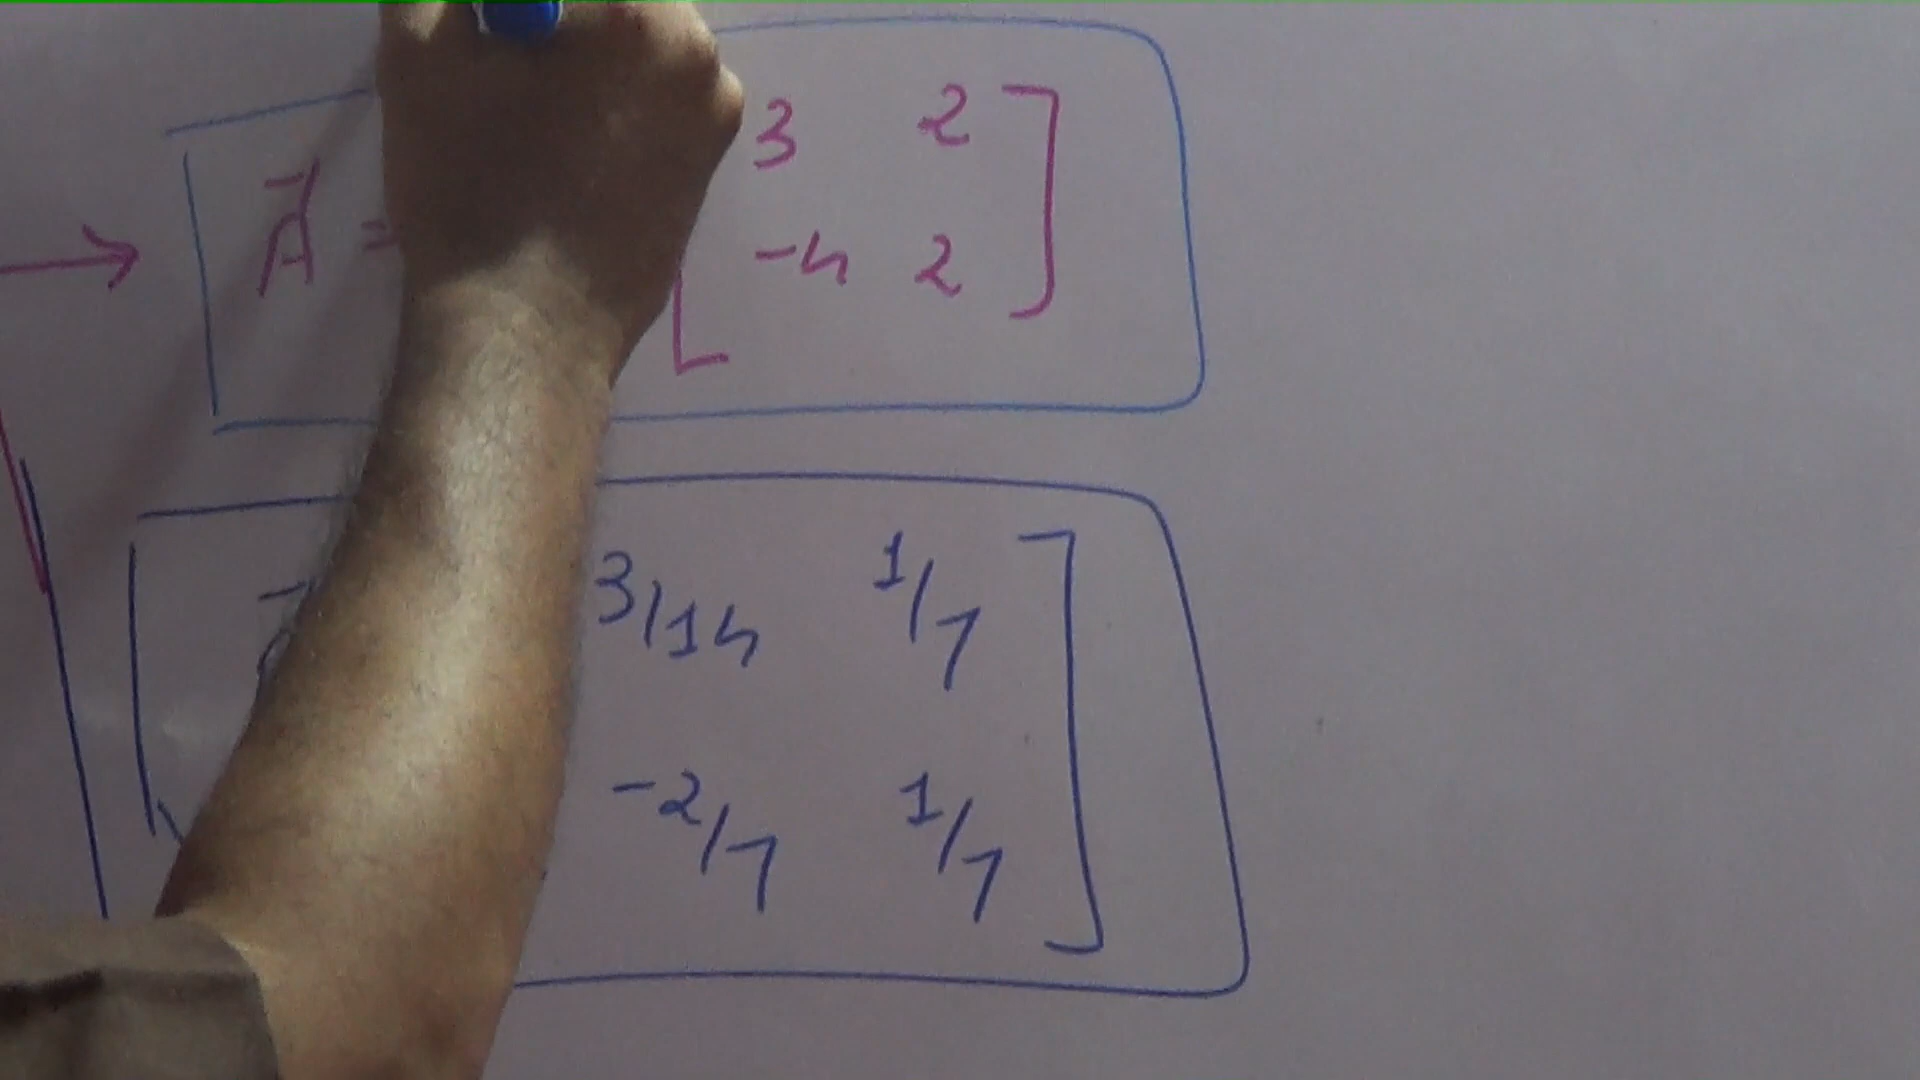 Ā = [ 3 2 ]
-4 2
3/14 1/7 ]
-2/7 1/7